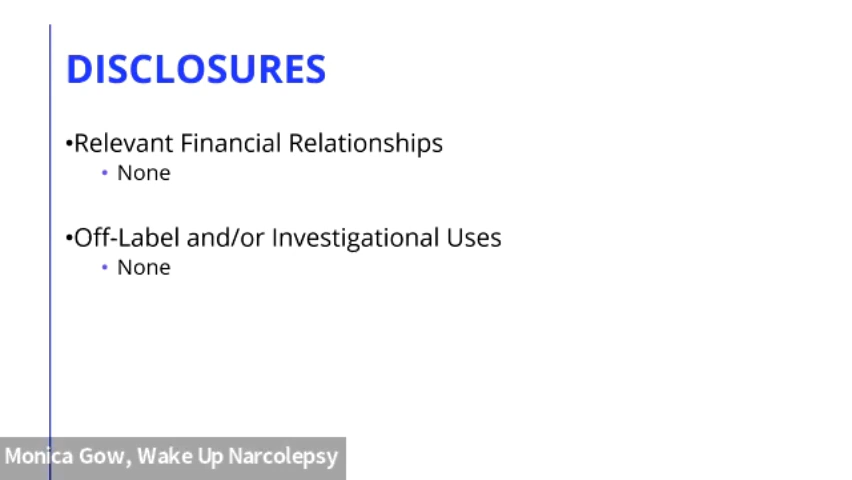 DISCLOSURES
•Relevant Financial Relationships
• None
•Off-Label and/or Investigational Uses
• None
Monica Gow, Wake Up Narcolepsy